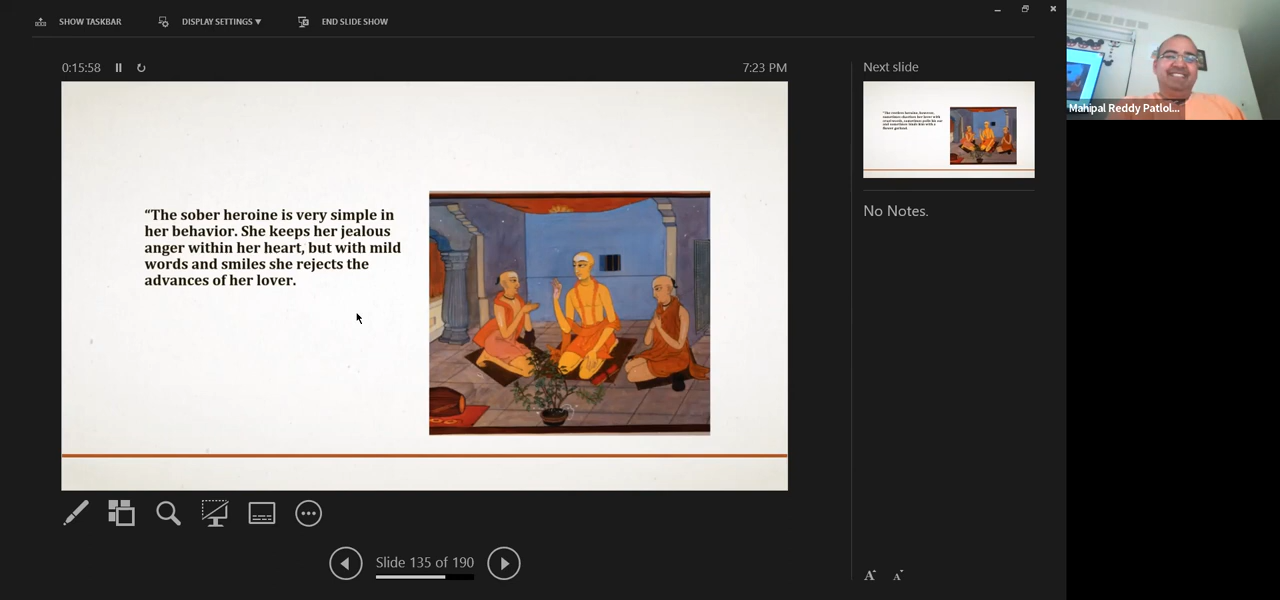 SHOW TASKBAR
DISPLAY SETTINGS ▼
END SLIDE SHOW
0:15:58
7:23 PM
“The sober heroine is very simple in
her behavior. She keeps her jealous
anger within her heart, but with mild
words and smiles she rejects the
advances of her lover.
Slide 135 of 190
Next slide
No Notes.
Mahipal Reddy Patlol...